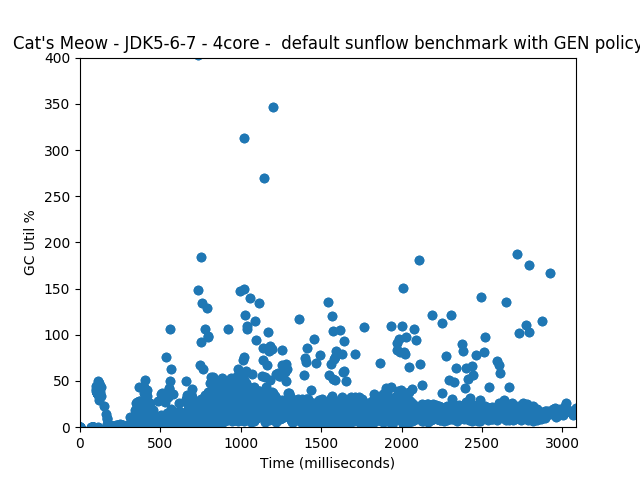 Cat's Meow - JDK5-6-7 - 4core -  default sunflow benchmark with GEN policy
400
350
300
250
200
150
100
50
0
GC Util %
0 500 1000 1500 2000 2500 3000
Time (milliseconds)